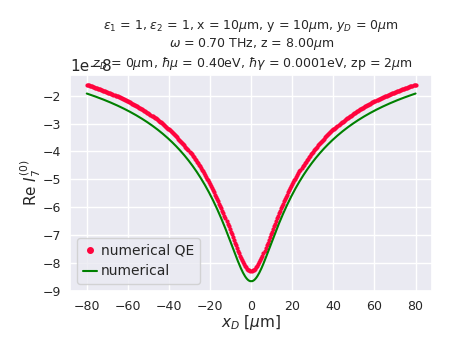 ε₁ = 1, ε₂ = 1, x = 10μm, y = 10μm, y_D = 0μm
ω = 0.70 THz, z = 8.00μm
z_D = 0μm, ħμ = 0.40eV, ħγ = 0.0001eV, zp = 2μm
1e−8
−2
−3
−4
−5
−6
−7
−8
−9
Re I₇⁽⁰⁾
numerical QE
numerical
−80 −60 −40 −20 0 20 40 60 80
x_D [μm]